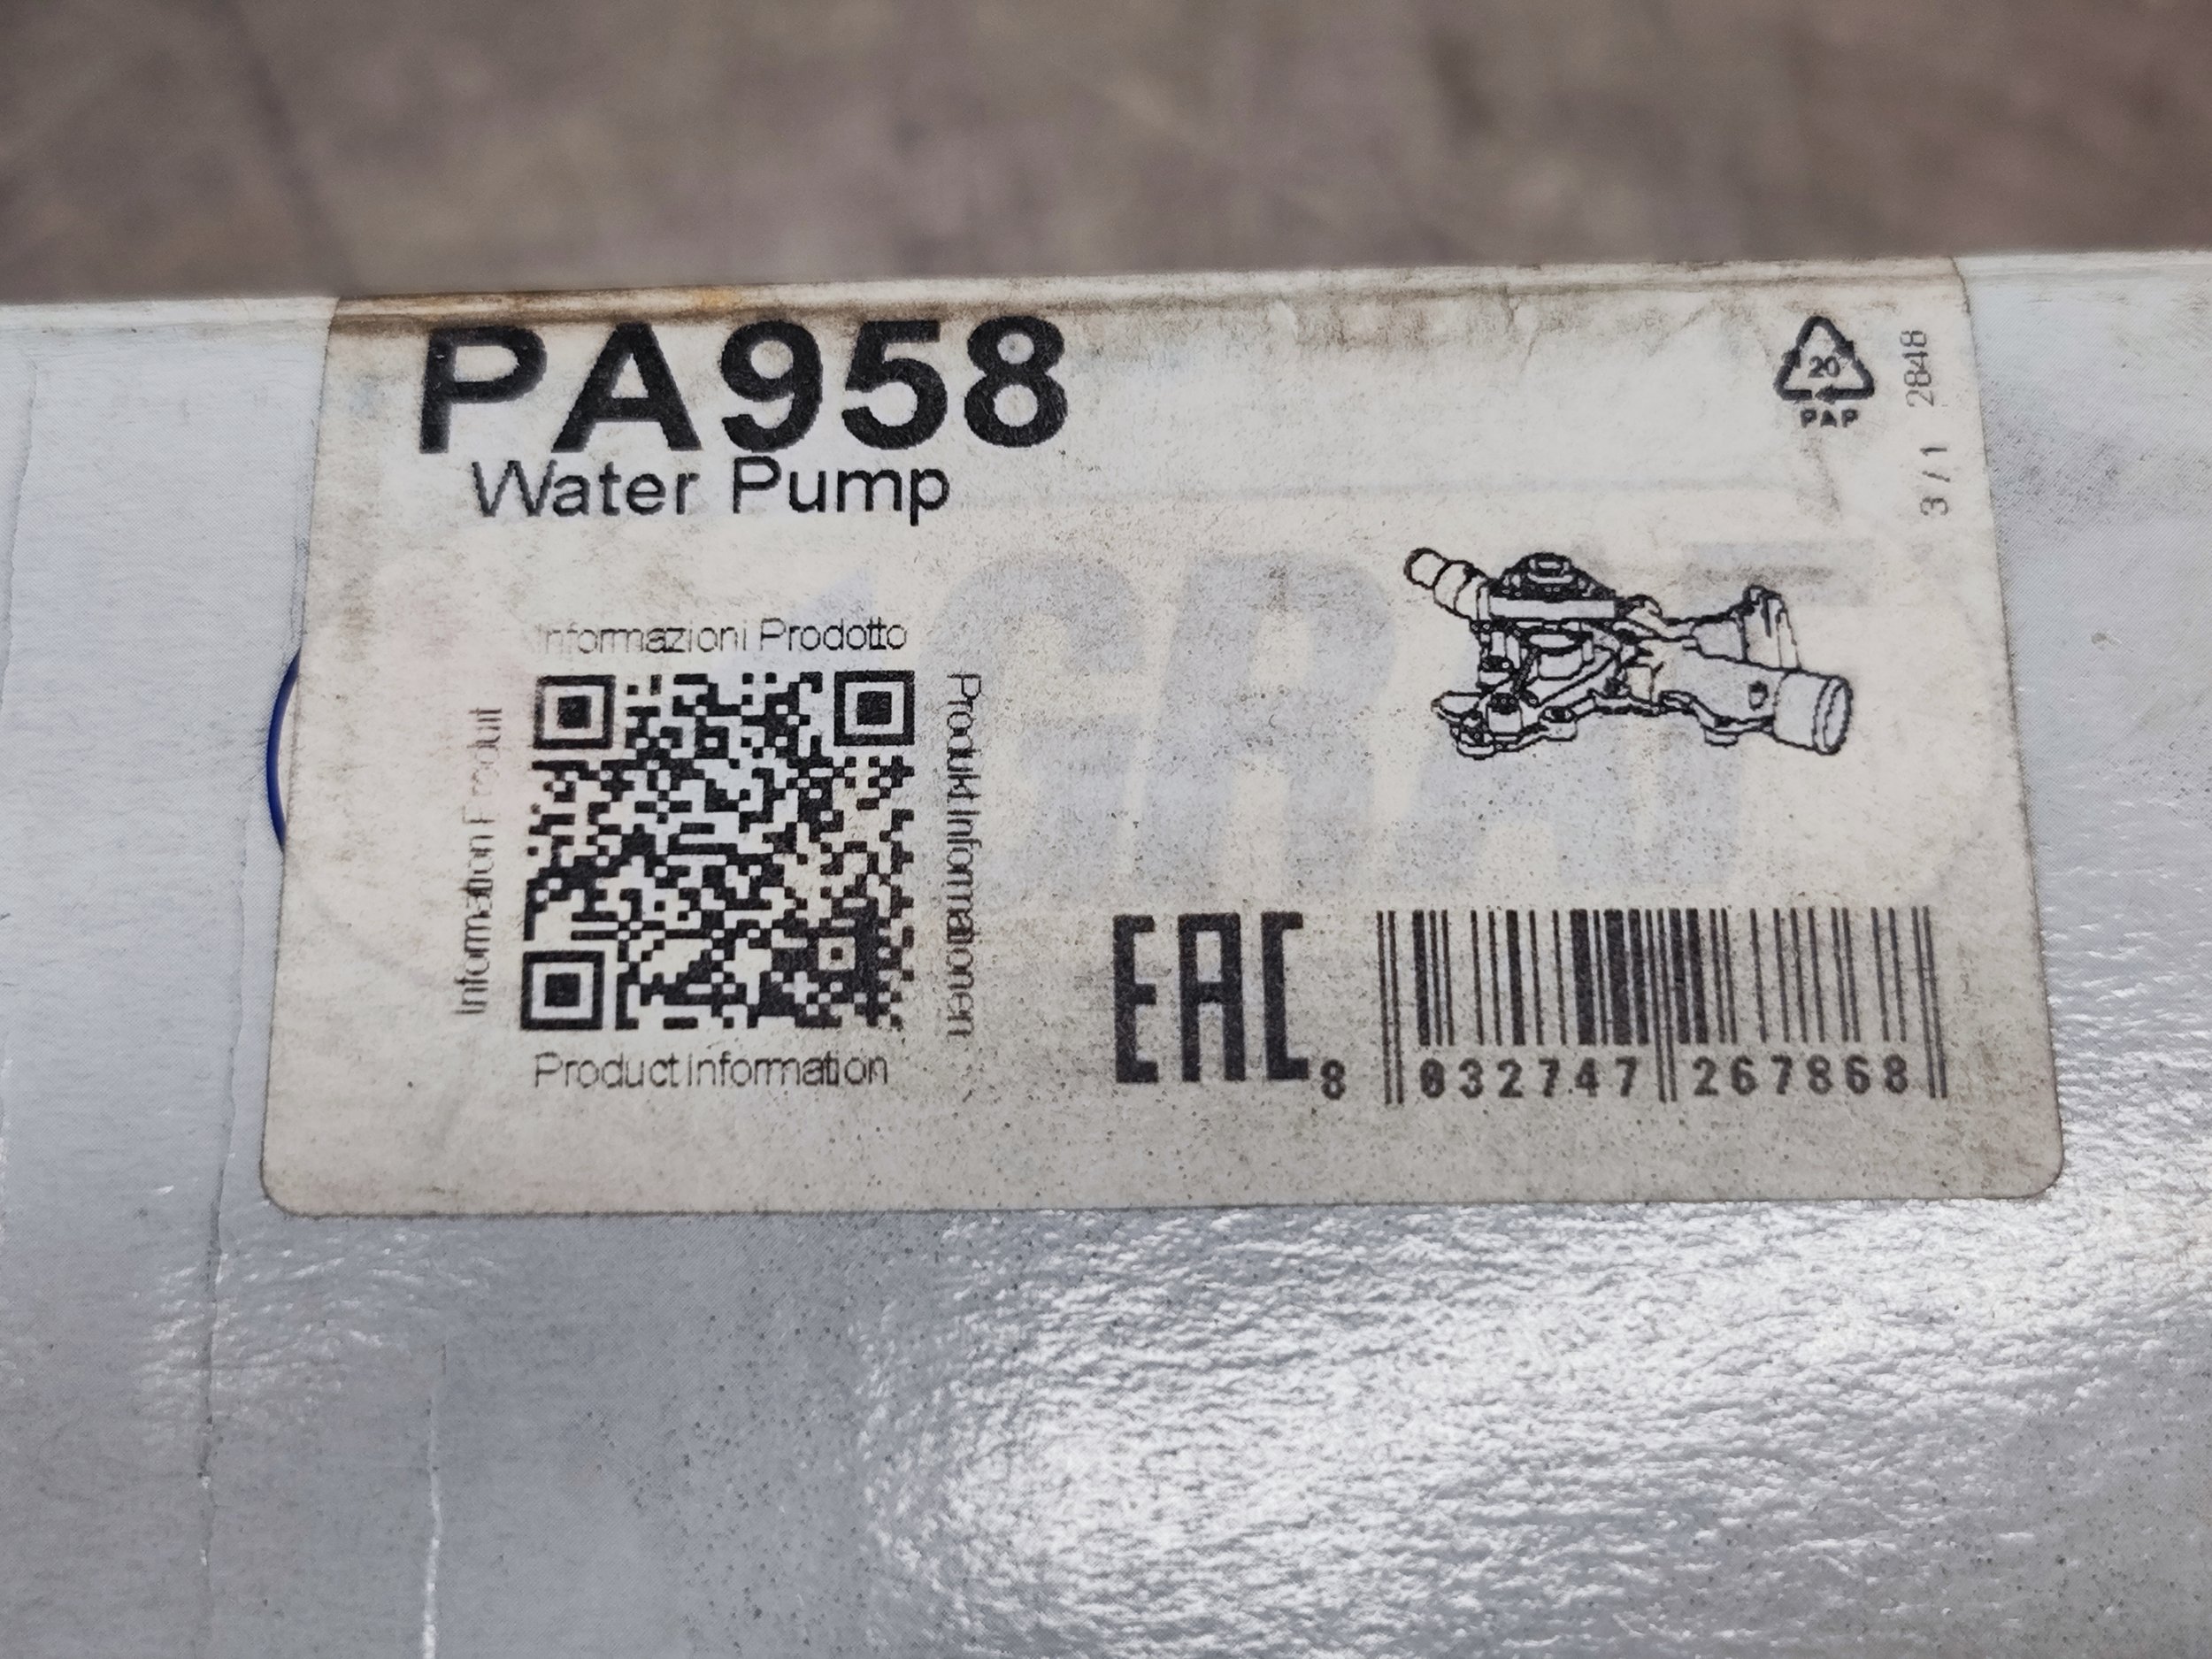 PA958
Water Pump
20
PAP
2848
3 / 1
Informazioni Prodotto
Information Produit
Produkt Informationen
Product Information
GRAF
EAC
8 032747 267868